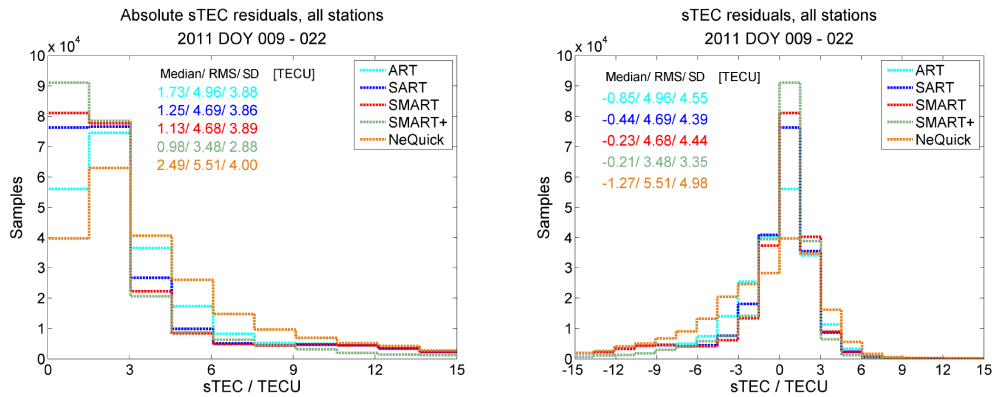 Absolute sTEC residuals, all stations
2011 DOY 009 - 022
10 x 10^4
9
8
7
6
5
4
3
2
1
0
Samples
Median/ RMS/ SD [TECU]
1.73/ 4.96/ 3.88
1.25/ 4.69/ 3.86
1.13/ 4.68/ 3.89
0.98/ 3.48/ 2.88
2.49/ 5.51/ 4.00
ART
SART
SMART
SMART+
NeQuick
0 3 6 9 12 15
sTEC / TECU
sTEC residuals, all stations
2011 DOY 009 - 022
10 x 10^4
9
8
7
6
5
4
3
2
1
0
Samples
Median/ RMS/ SD [TECU]
-0.85/ 4.96/ 4.55
-0.44/ 4.69/ 4.39
-0.23/ 4.68/ 4.44
-0.21/ 3.48/ 3.35
-1.27/ 5.51/ 4.98
ART
SART
SMART
SMART+
NeQuick
-15 -12 -9 -6 -3 0 3 6 9 12 15
sTEC / TECU